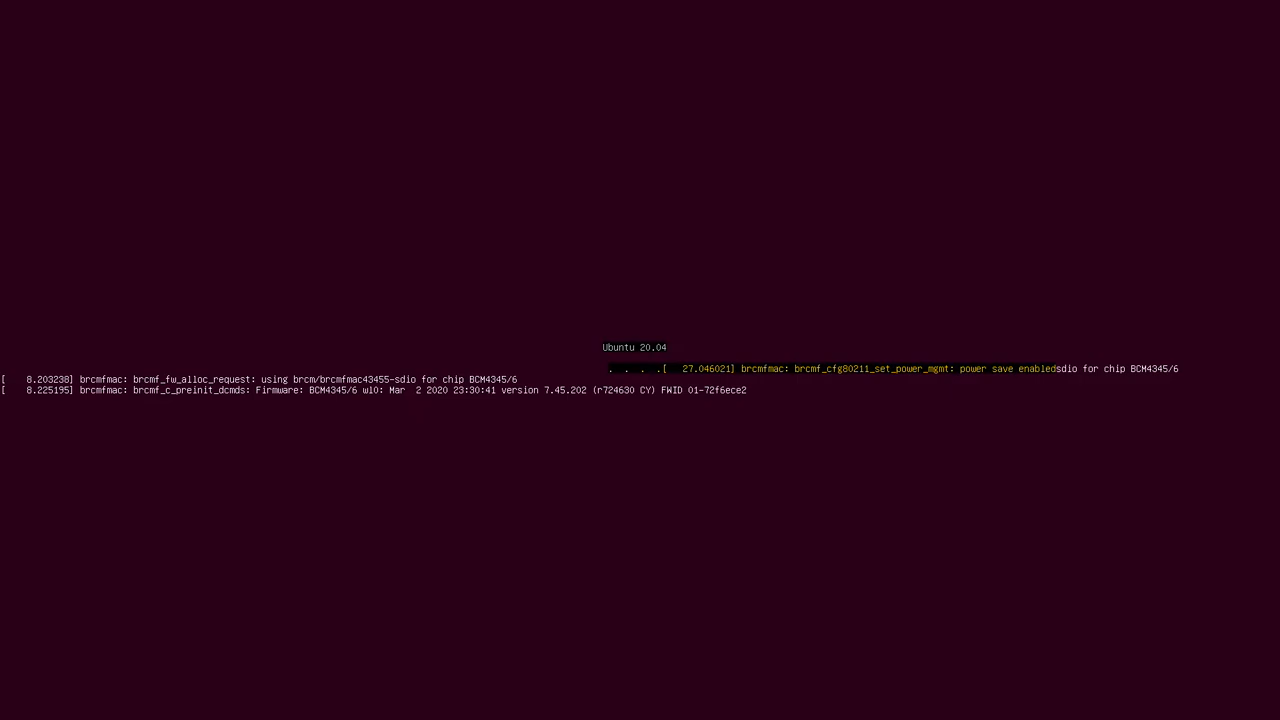 Ubuntu 20.04
. . . .[   27.046021] brcmfmac: brcmf_cfg80211_set_power_mgmt: power save enabledsdio for chip BCM4345/6
[    8.203238] brcmfmac: brcmf_fw_alloc_request: using brcm/brcmfmac43455-sdio for chip BCM4345/6
[    8.225195] brcmfmac: brcmf_c_preinit_dcmds: Firmware: BCM4345/6 wl0: Mar  2 2020 23:30:41 version 7.45.202 (r724630 CY) FWID 01-72f6ece2